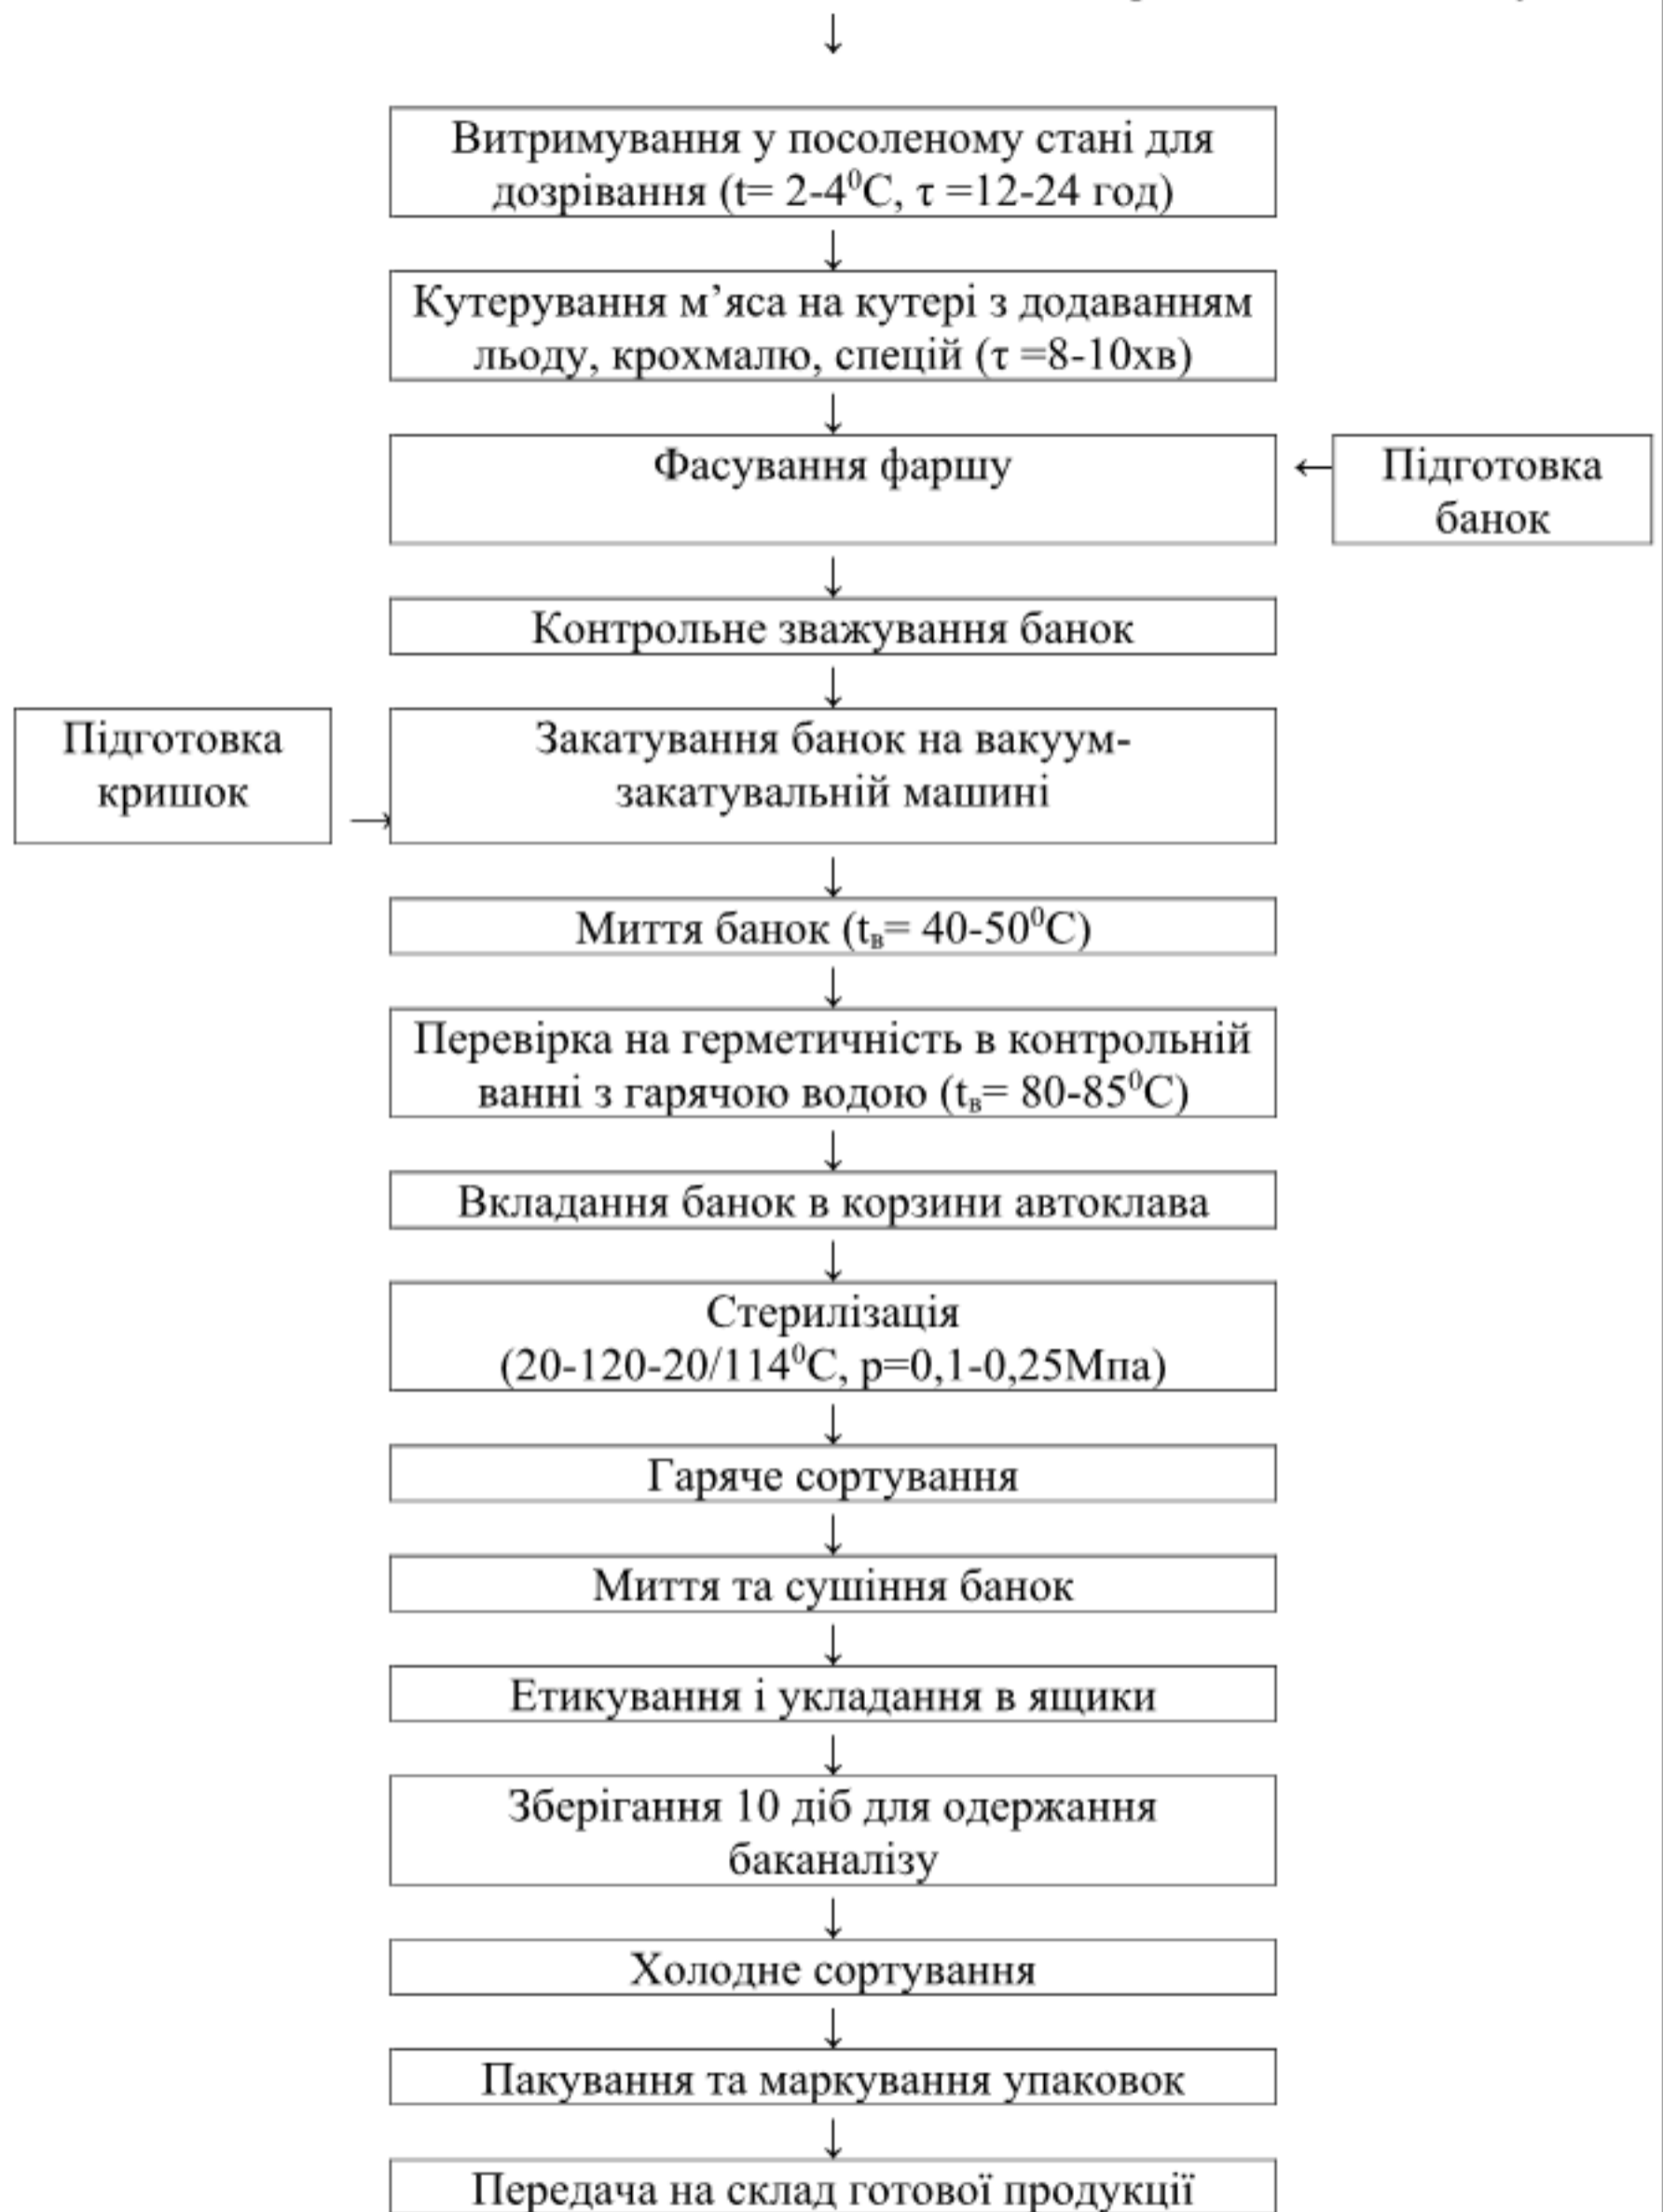 ↓
Витримування у посоленому стані для
дозрівання (t= 2-4⁰С, τ =12-24 год)
↓
Кутерування м’яса на кутері з додаванням
льоду, крохмалю, спецій (τ =8-10хв)
↓
Фасування фаршу
←
Підготовка
банок
↓
Контрольне зважування банок
↓
Підготовка
кришок
→
Закатування банок на вакуум-
закатувальній машині
↓
Миття банок (tв= 40-50⁰С)
↓
Перевірка на герметичність в контрольній
ванні з гарячою водою (tв= 80-85⁰С)
↓
Вкладання банок в корзини автоклава
↓
Стерилізація
(20-120-20/114⁰С, р=0,1-0,25Мпа)
↓
Гаряче сортування
↓
Миття та сушіння банок
↓
Етикування і укладання в ящики
↓
Зберігання 10 діб для одержання
баканалізу
↓
Холодне сортування
↓
Пакування та маркування упаковок
↓
Передача на склад готової продукції